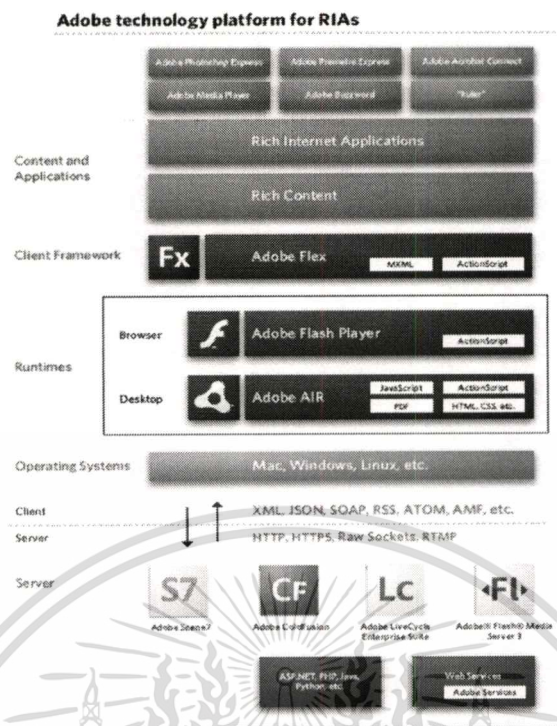 Adobe technology platform for RIAs
Adobe Photoshop Express
Adobe Premiere Express
Adobe Acrobat Connect
Adobe Media Player
Adobe Buzzword
"Kuler"
Content and
Applications
Rich Internet Applications
Rich Content
Client Framework
Fx
Adobe Flex
MXML
ActionScript
Runtimes
Browser
Adobe Flash Player
ActionScript
Desktop
Adobe AIR
JavaScript
ActionScript
PDF
HTML, CSS, etc.
Operating Systems
Mac, Windows, Linux, etc.
Client
XML, JSON, SOAP, RSS, ATOM, AMF, etc.
Server
HTTP, HTTPS, Raw Sockets, RTMP
Server
S7
CF
Lc
Fl
Adobe Scene7
Adobe ColdFusion
Adobe LiveCycle
Enterprise Suite
Adobe® Flash® Media
Server 3
ASP.NET, PHP, Java,
Python, etc.
Web Services
Adobe Services